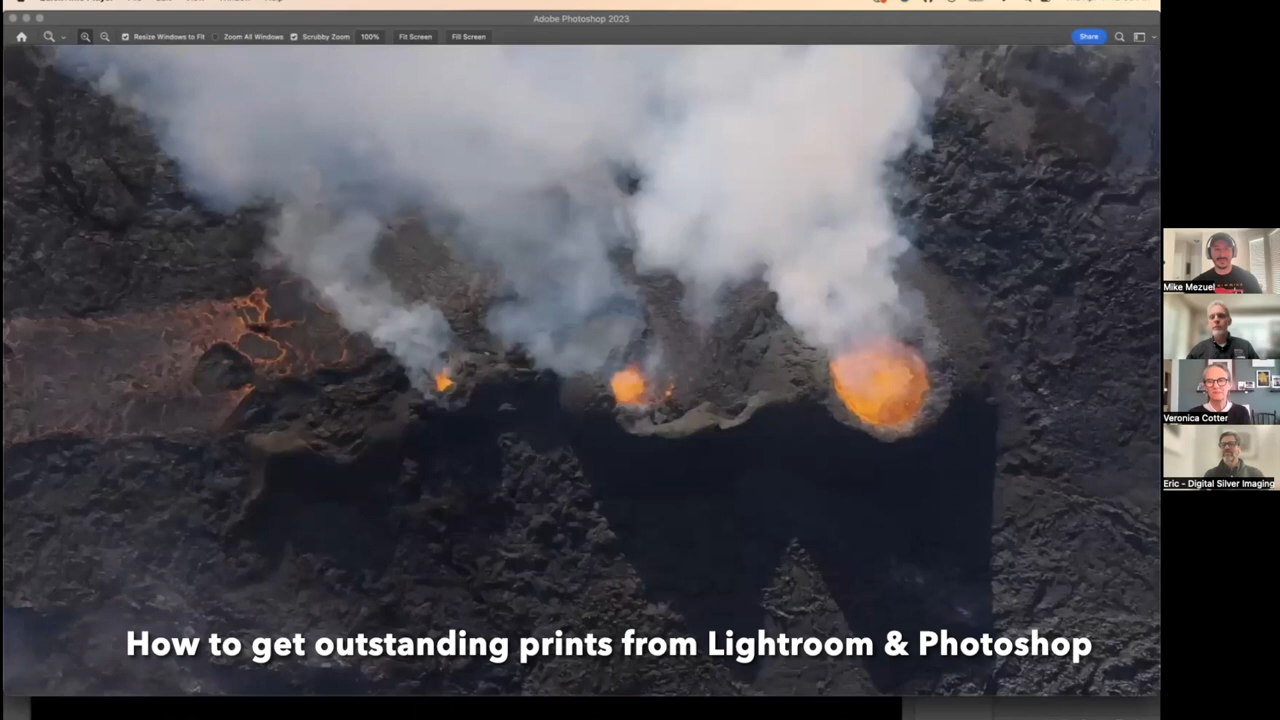 Adobe Photoshop 2023
Resize Windows to Fit Zoom All Windows Scrubby Zoom 100% Fit Screen Fill Screen Share
Mike Mezuel
Veronica Cotter
Eric - Digital Silver Imaging
How to get outstanding prints from Lightroom & Photoshop